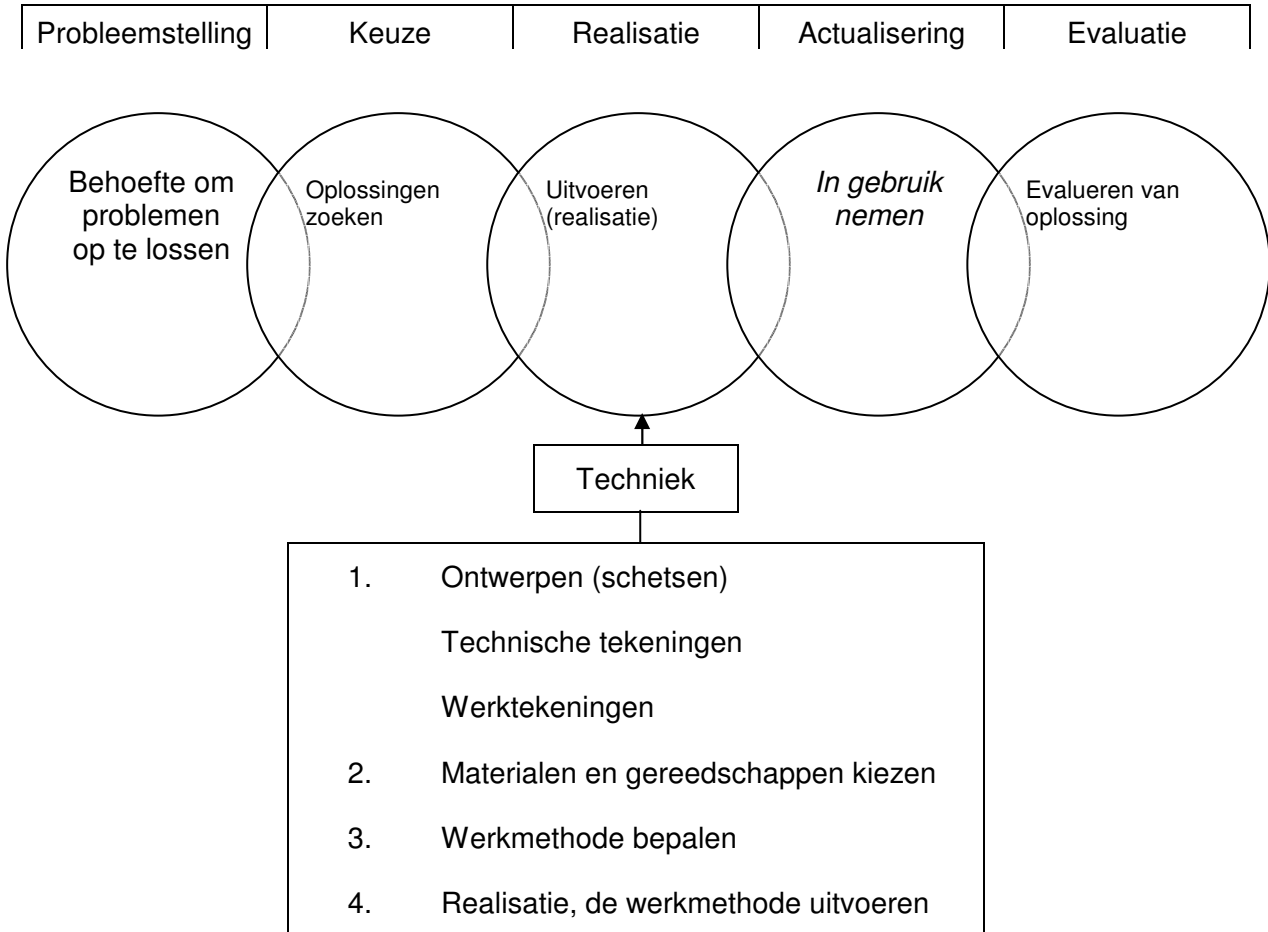 Probleemstelling Keuze Realisatie Actualisering Evaluatie
Behoefte om
problemen
op te lossen
Oplossingen
zoeken
Uitvoeren
(realisatie)
In gebruik
nemen
Evalueren van
oplossing
Techniek
1. Ontwerpen (schetsen)
Technische tekeningen
Werktekeningen
2. Materialen en gereedschappen kiezen
3. Werkmethode bepalen
4. Realisatie, de werkmethode uitvoeren